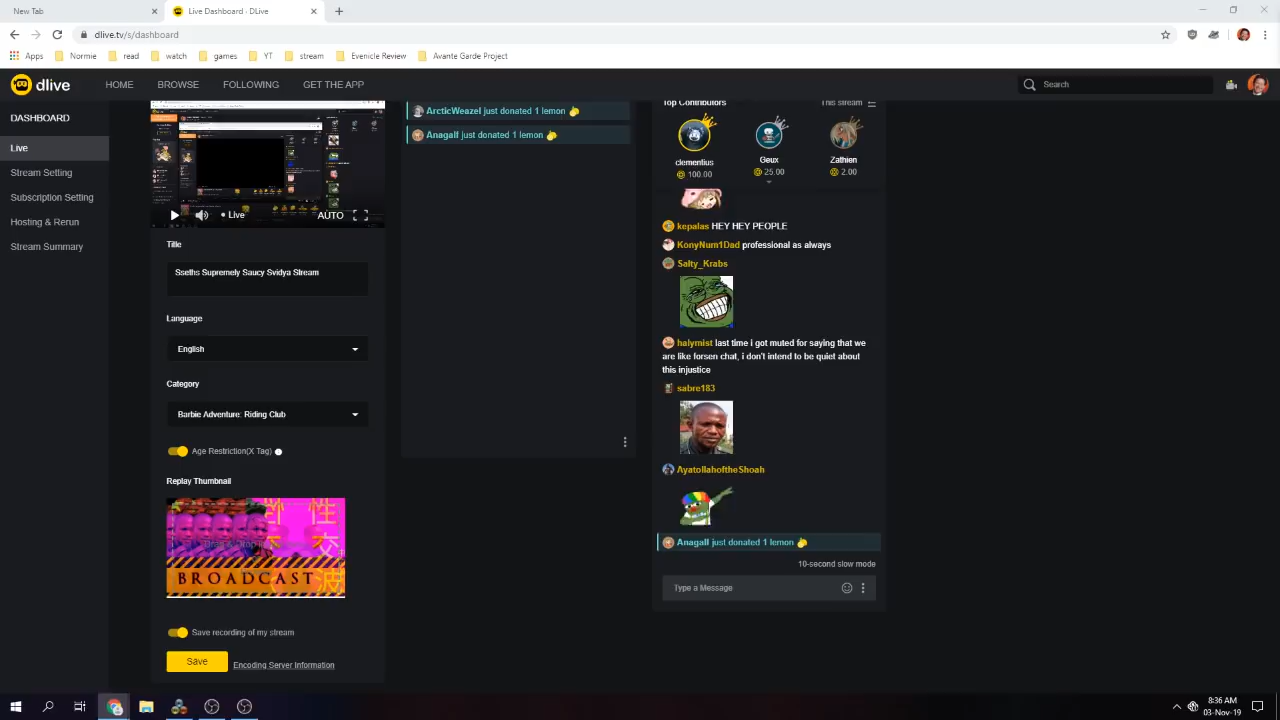 New Tab
Live Dashboard - DLive
dlive.tv/s/dashboard
Apps
Normie
read
watch
games
YT
stream
Evenicle Review
Avante Garde Project
dlive
HOME
BROWSE
FOLLOWING
GET THE APP
Search
DASHBOARD
Live
Stream Setting
Subscription Setting
Hosting & Rerun
Stream Summary
Live
AUTO
Title
Sseths Supremely Saucy Svidya Stream
Language
English
Category
Barbie Adventure: Riding Club
Age Restriction(X Tag)
Replay Thumbnail
BROADCAST
Save recording of my stream
Save
Encoding Server Information
just donated 1 lemon
Anagall just donated 1 lemon
Top Contributors
This stream
clementius
100.00
Geux
25.00
Zathien
2.00
kepalas HEY HEY PEOPLE
KonyNum1Dad professional as always
Salty_Krabs
halymist last time i got muted for saying that we
are like forsen chat, i don't intend to be quiet about
this injustice
sabre183
AyatollahoftheShoah
Anagall just donated 1 lemon
10-second slow mode
Type a Message
8:36 AM
03-Nov-19